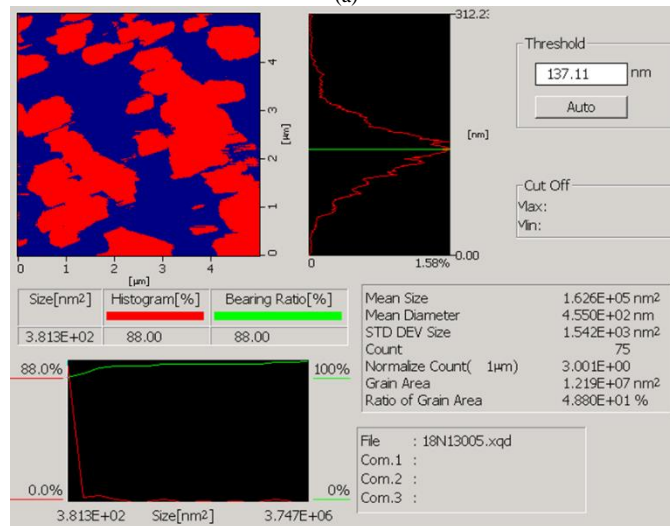 (a)
312.23
Threshold
137.11 nm
Auto
[nm]
Cut Off
Max:
Min:
0 1 2 3 4
[μm]
0 1 2 3 4
[μm]
0 1.58%
0.00
Size[nm²] Histogram[%] Bearing Ratio[%]
3.813E+02 88.00 88.00
Mean Size 1.626E+05 nm²
Mean Diameter 4.550E+02 nm
STD DEV Size 1.542E+03 nm²
Count 75
Normalize Count( 1μm) 3.001E+00
Grain Area 1.219E+07 nm²
Ratio of Grain Area 4.880E+01 %
88.0% 100%
0.0% 0%
3.813E+02 Size[nm²] 3.747E+06
File : 18N13005.xqd
Com.1 :
Com.2 :
Com.3 :